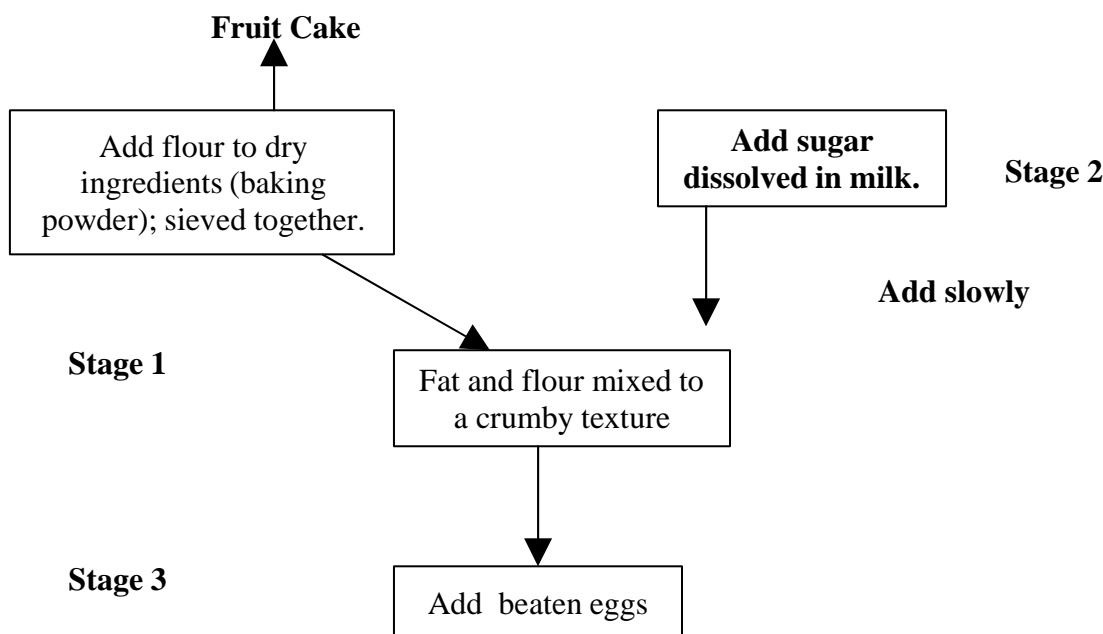 Fruit Cake
Add flour to dry
ingredients (baking
powder); sieved together.
Add sugar
dissolved in milk.
Stage 2
Add slowly
Stage 1
Fat and flour mixed to
a crumby texture
Stage 3
Add beaten eggs